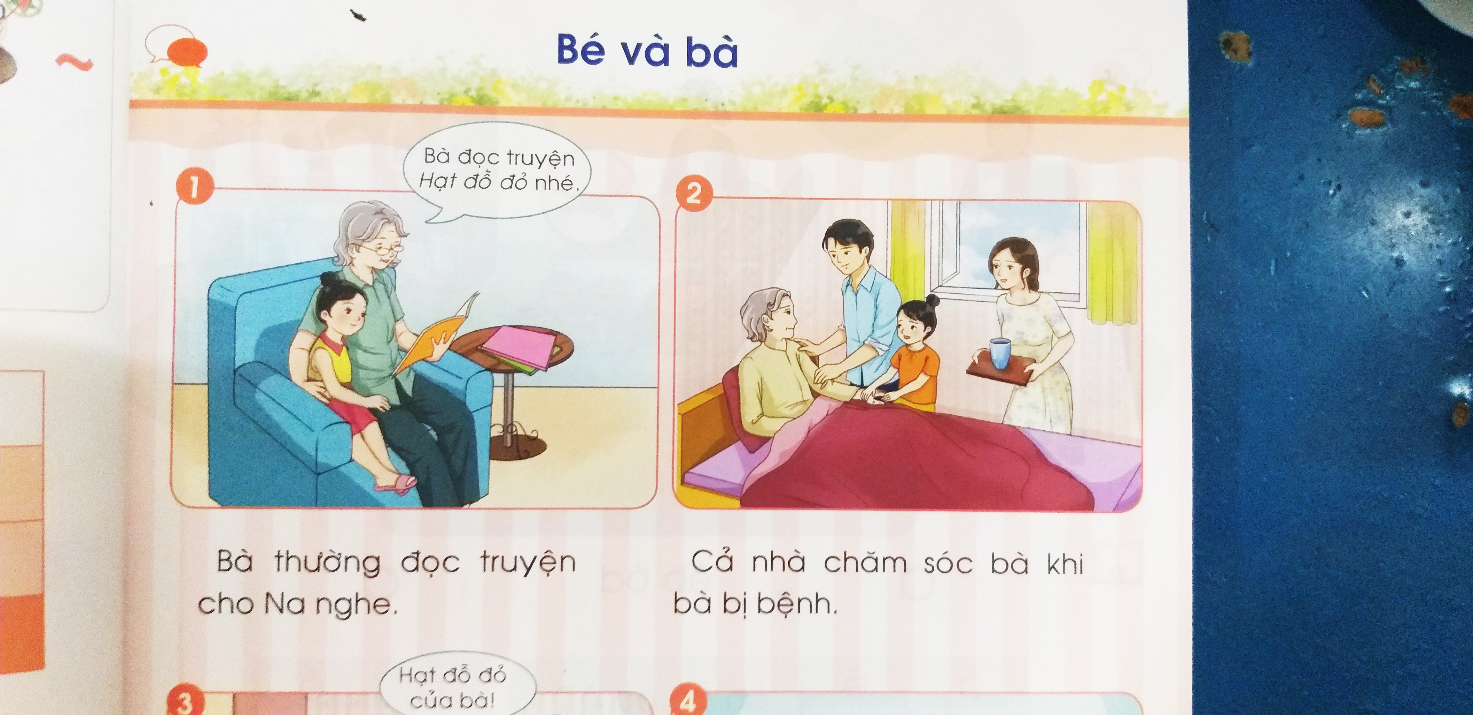 Bé và bà
1
Bà đọc truyện
Hạt đỗ đỏ nhé.
2
Bà thường đọc truyện
cho Na nghe.
Cả nhà chăm sóc bà khi
bà bị bệnh.
3
Hạt đỗ đỏ
của bà!
4